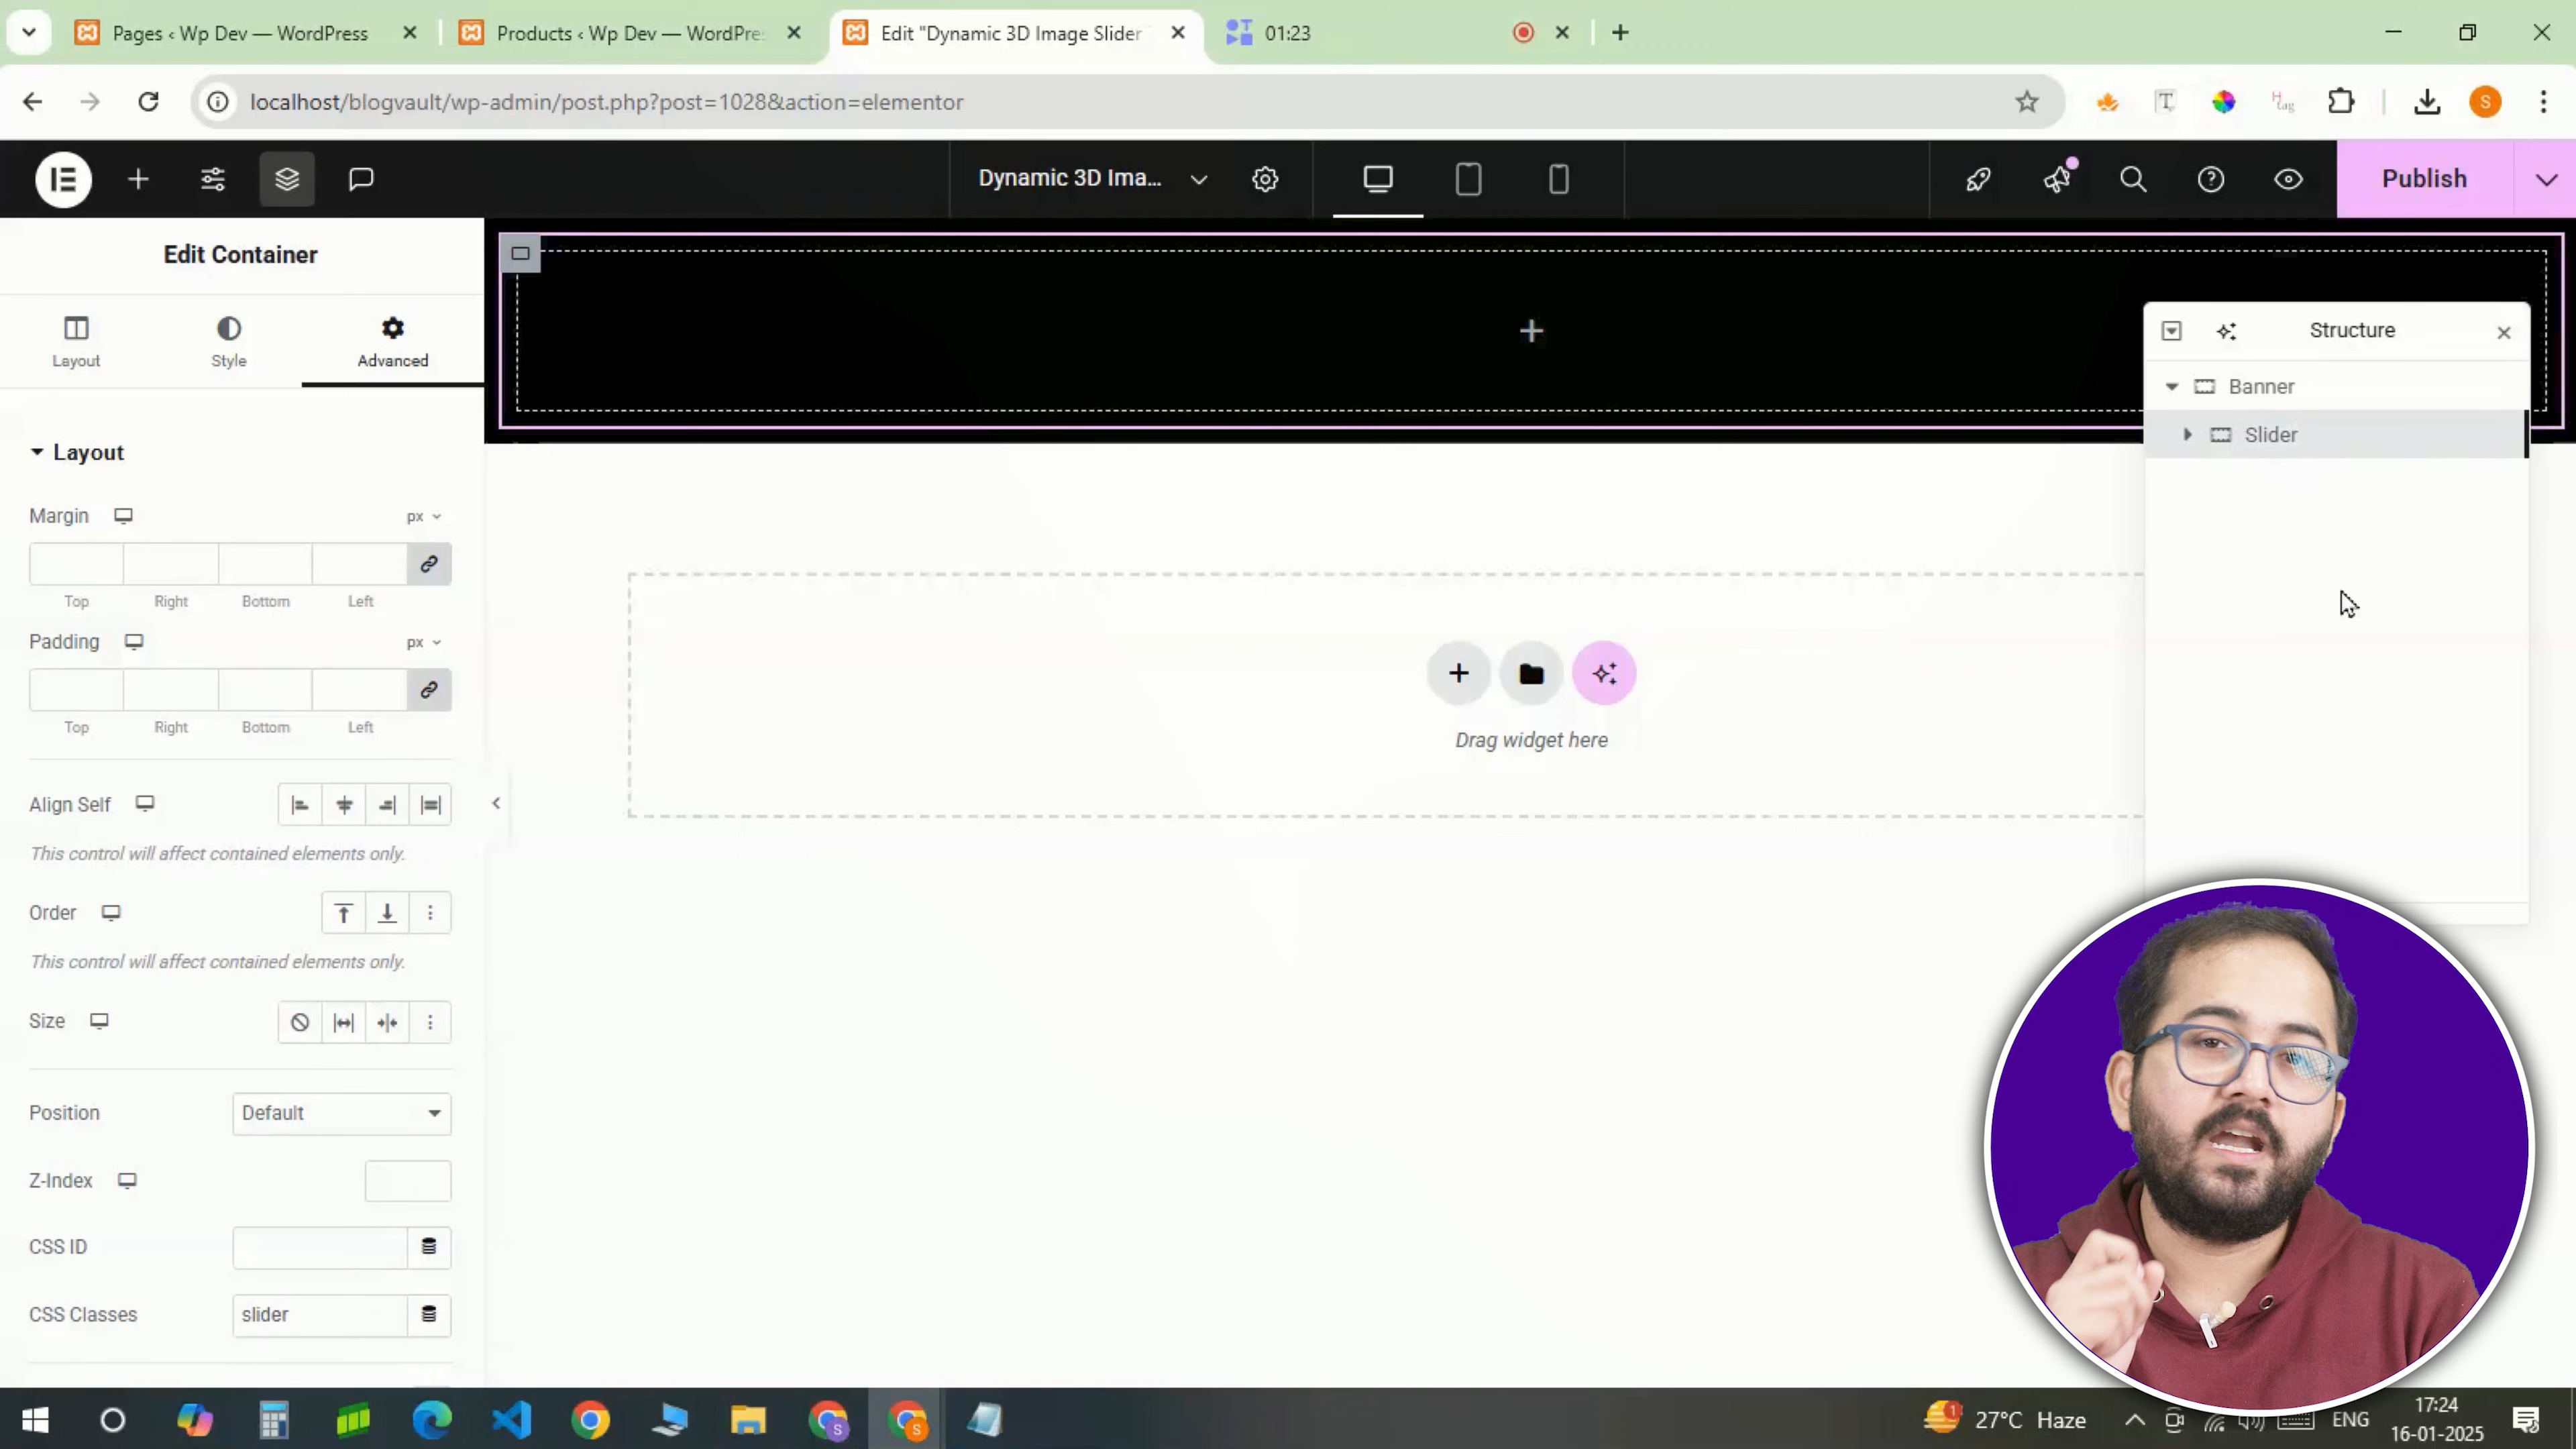 Pages ‹ Wp Dev — WordPress
Products ‹ Wp Dev — WordPre
Edit "Dynamic 3D Image Slider
01:23
localhost/blogvault/wp-admin/post.php?post=1028&action=elementor
S
Dynamic 3D Ima...
Publish
Edit Container
Layout
Style
Advanced
Structure
Banner
Slider
Layout
Margin
px
Top
Right
Bottom
Left
Padding
px
Top
Right
Bottom
Left
Drag widget here
Align Self
This control will affect contained elements only.
Order
This control will affect contained elements only.
Size
Position
Default
Z-Index
CSS ID
CSS Classes
slider
27°C Haze
ENG
17:24
16-01-2025